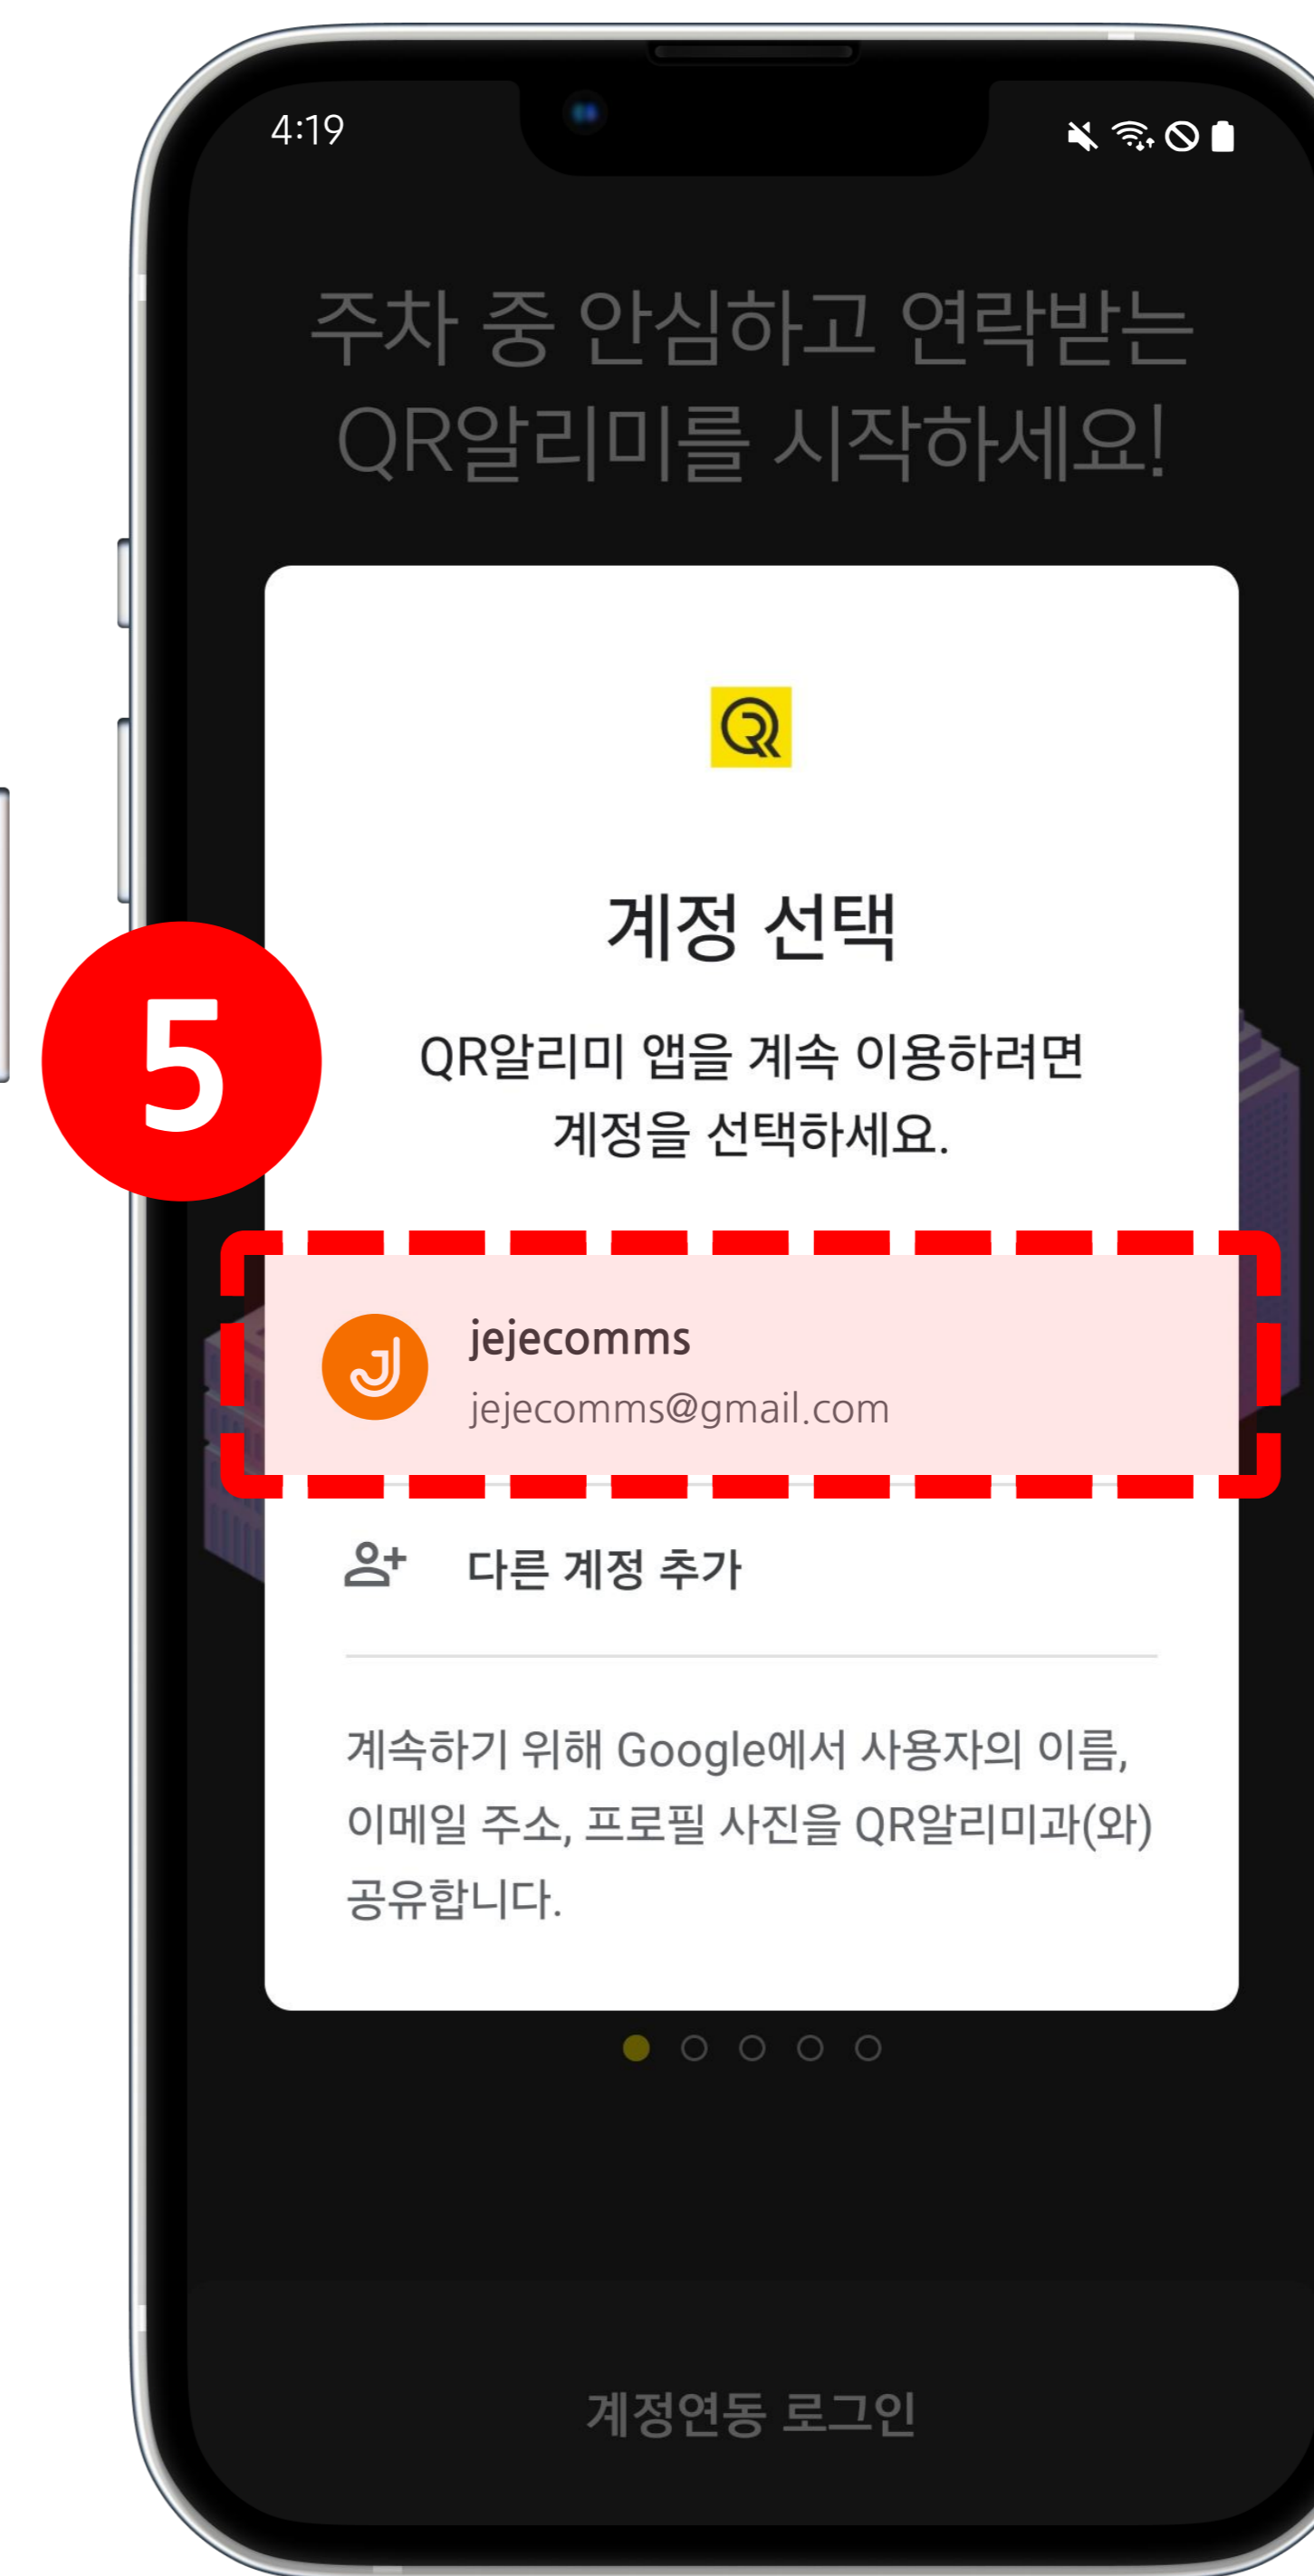 4:19
주차 중 안심하고 연락받는
QR알리미를 시작하세요!
계정 선택
5
QR알리미 앱을 계속 이용하려면
계정을 선택하세요.
J
jejecomms
jejecomms@gmail.com
다른 계정 추가
계속하기 위해 Google에서 사용자의 이름,
이메일 주소, 프로필 사진을 QR알리미과(와)
공유합니다.
계정연동 로그인